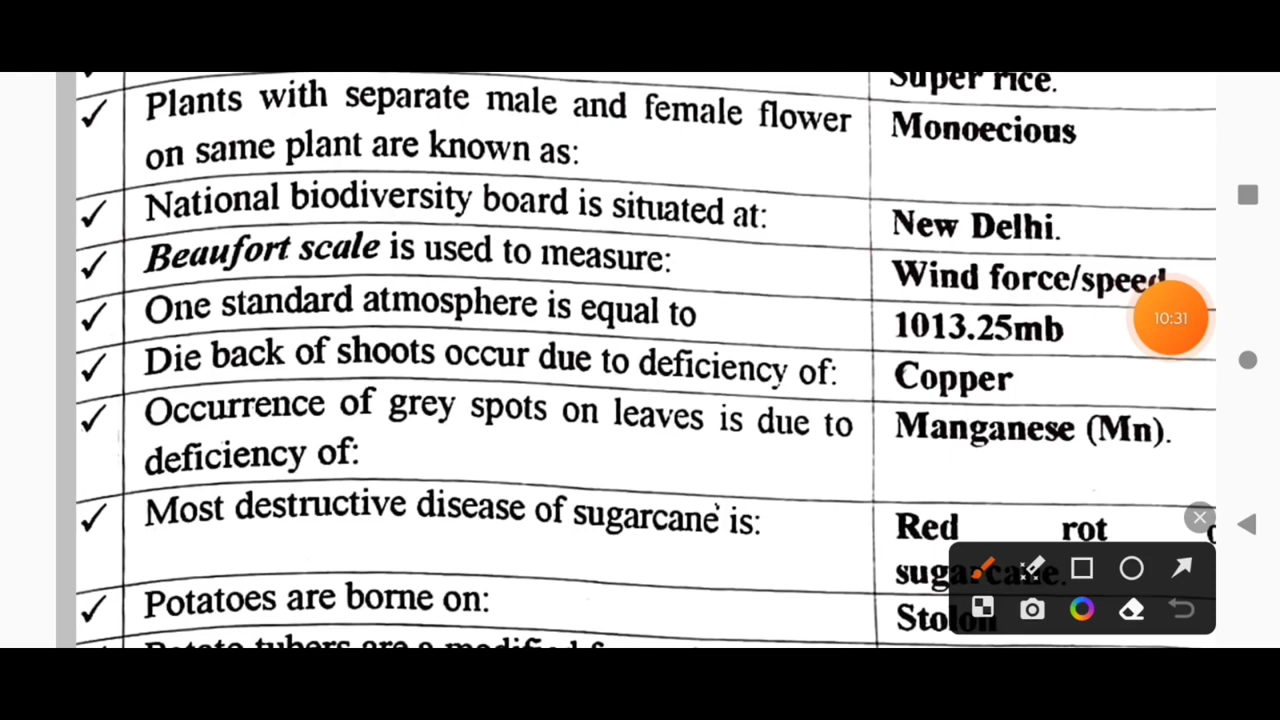 Super rice.
✓ Plants with separate male and female flower Monoecious
on same plant are known as:
✓ National biodiversity board is situated at: New Delhi.
✓ Beaufort scale is used to measure: Wind force/speed
✓ One standard atmosphere is equal to 1013.25mb
✓ Die back of shoots occur due to deficiency of: Copper
✓ Occurrence of grey spots on leaves is due to Manganese (Mn).
deficiency of:
✓ Most destructive disease of sugarcane is: Red rot
sugarcane.
✓ Potatoes are borne on: Stolon
Potato tubers are a modified
10:31